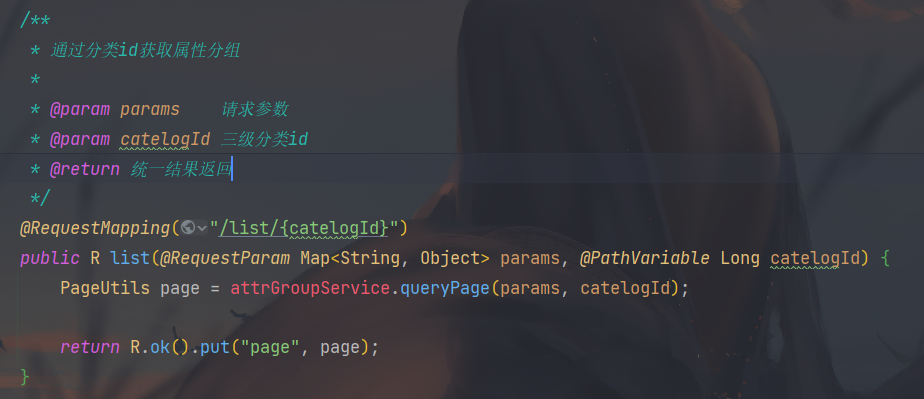 /**
 * 通过分类id获取属性分组
 *
 * @param params    请求参数
 * @param catelogId 三级分类id
 * @return 统一结果返回
 */
@RequestMapping("/list/{catelogId}")
public R list(@RequestParam Map<String, Object> params, @PathVariable Long catelogId) {
    PageUtils page = attrGroupService.queryPage(params, catelogId);

    return R.ok().put("page", page);
}